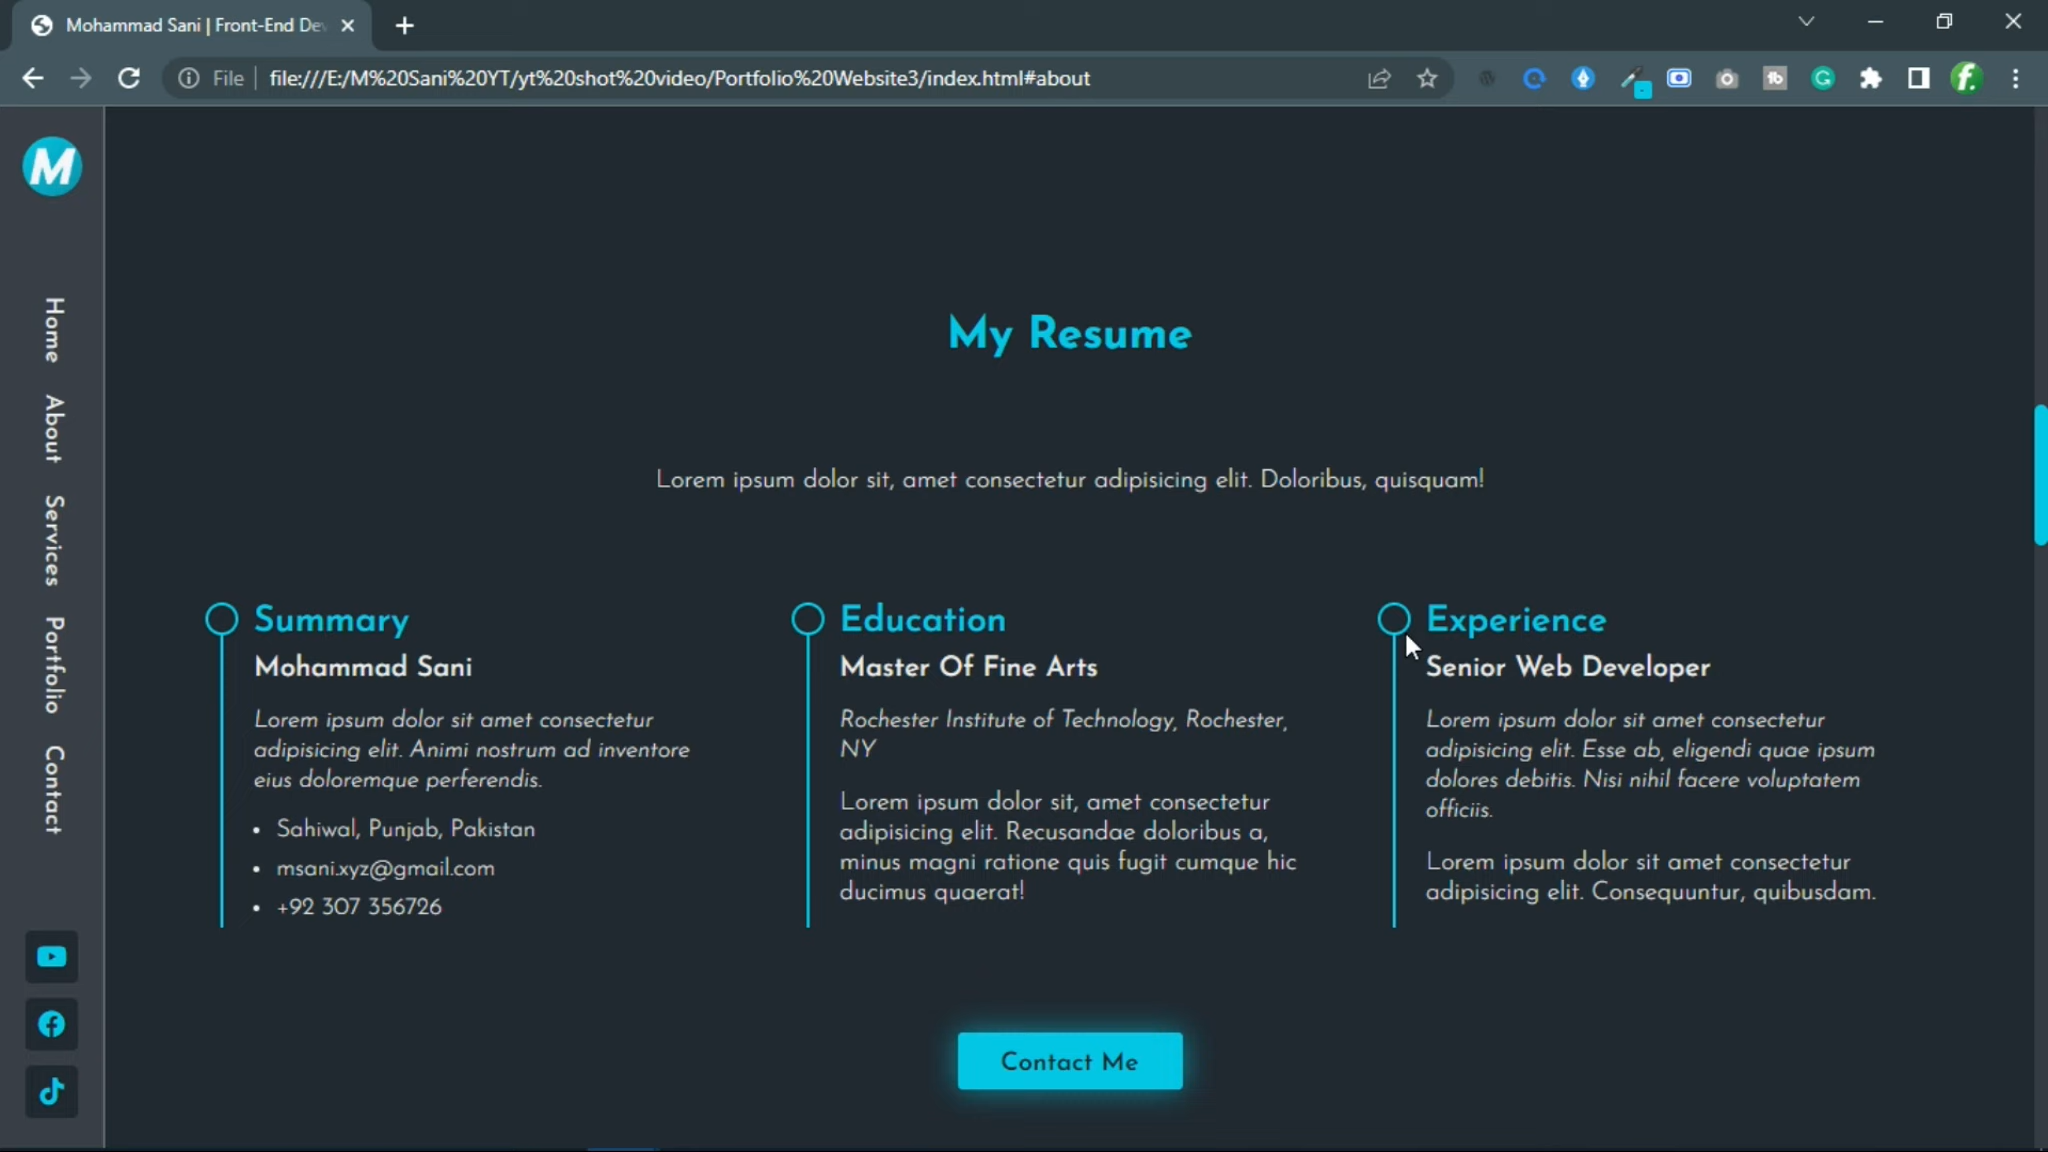 Mohammad Sani | Front-End Dev
File
file:///E:/M%20Sani%20YT/yt%20shot%20video/Portfolio%20Website3/index.html#about
M
Home
About
Services
Portfolio
Contact
My Resume
Lorem ipsum dolor sit, amet consectetur adipisicing elit. Doloribus, quisquam!
Summary
Mohammad Sani
Lorem ipsum dolor sit amet consectetur
adipisicing elit. Animi nostrum ad inventore
eius doloremque perferendis.
• Sahiwal, Punjab, Pakistan
• msani.xyz@gmail.com
• +92 307 356726
Education
Master Of Fine Arts
Rochester Institute of Technology, Rochester,
NY
Lorem ipsum dolor sit, amet consectetur
adipisicing elit. Recusandae doloribus a,
minus magni ratione quis fugit cumque hic
ducimus quaerat!
Experience
Senior Web Developer
Lorem ipsum dolor sit amet consectetur
adipisicing elit. Esse ab, eligendi quae ipsum
dolores debitis. Nisi nihil facere voluptatem
officiis.
Lorem ipsum dolor sit amet consectetur
adipisicing elit. Consequuntur, quibusdam.
Contact Me